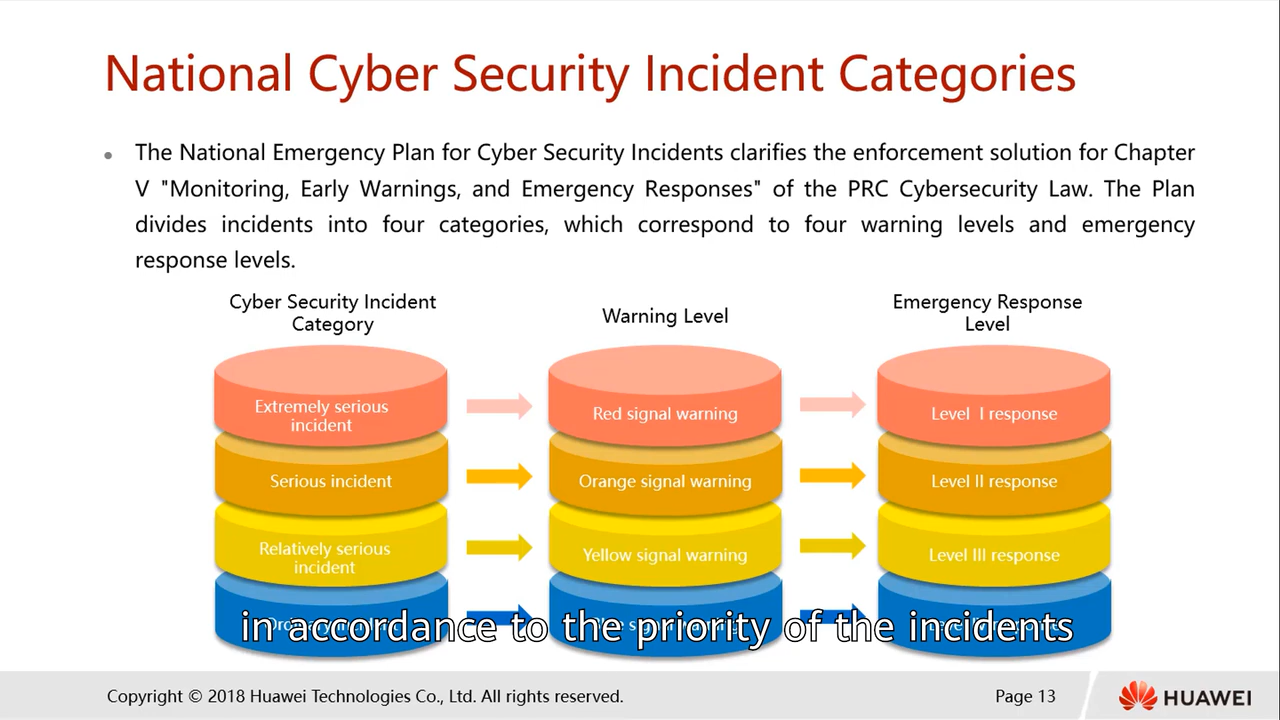 National Cyber Security Incident Categories
• The National Emergency Plan for Cyber Security Incidents clarifies the enforcement solution for Chapter
V "Monitoring, Early Warnings, and Emergency Responses" of the PRC Cybersecurity Law. The Plan
divides incidents into four categories, which correspond to four warning levels and emergency
response levels.
Cyber Security Incident
Category
Warning Level
Emergency Response
Level
Extremely serious
incident
Red signal warning
Level I response
Serious incident
Orange signal warning
Level II response
Relatively serious
incident
Yellow signal warning
Level III response
in accordance to the priority of the incidents
Copyright © 2018 Huawei Technologies Co., Ltd. All rights reserved.
Page 13
HUAWEI